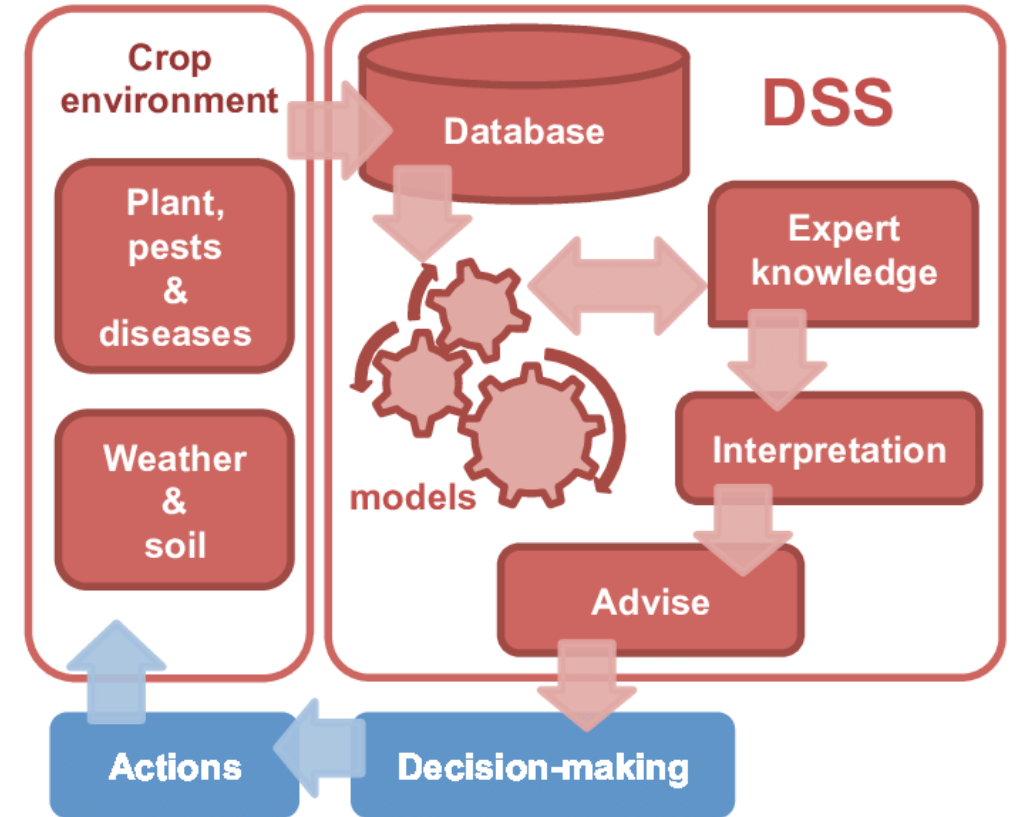 Crop
environment
Plant,
pests
&
diseases
Weather
&
soil
DSS
Database
Expert
knowledge
models
Interpretation
Advise
Decision-making
Actions